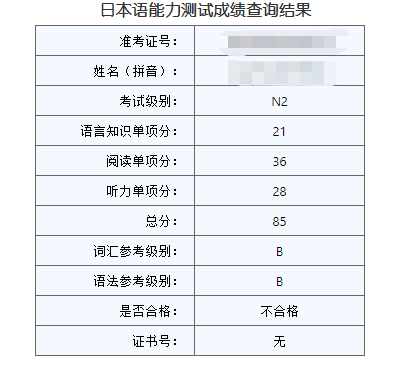 日本语能力测试成绩查询结果
准考证号：
姓名（拼音）：
考试级别： N2
语言知识单项分： 21
阅读单项分： 36
听力单项分： 28
总分： 85
词汇参考级别： B
语法参考级别： B
是否合格： 不合格
证书号： 无